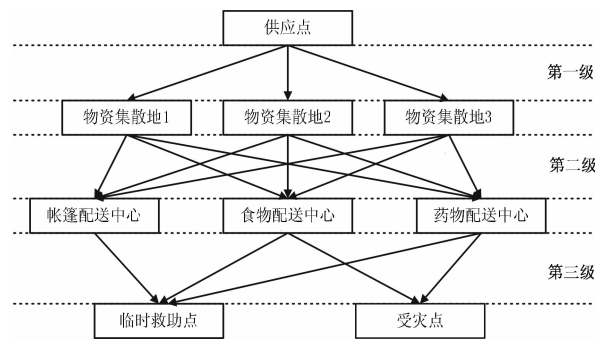 供应点
第一级
物资集散地1
物资集散地2
物资集散地3
第二级
帐篷配送中心
食物配送中心
药物配送中心
第三级
临时救助点
受灾点